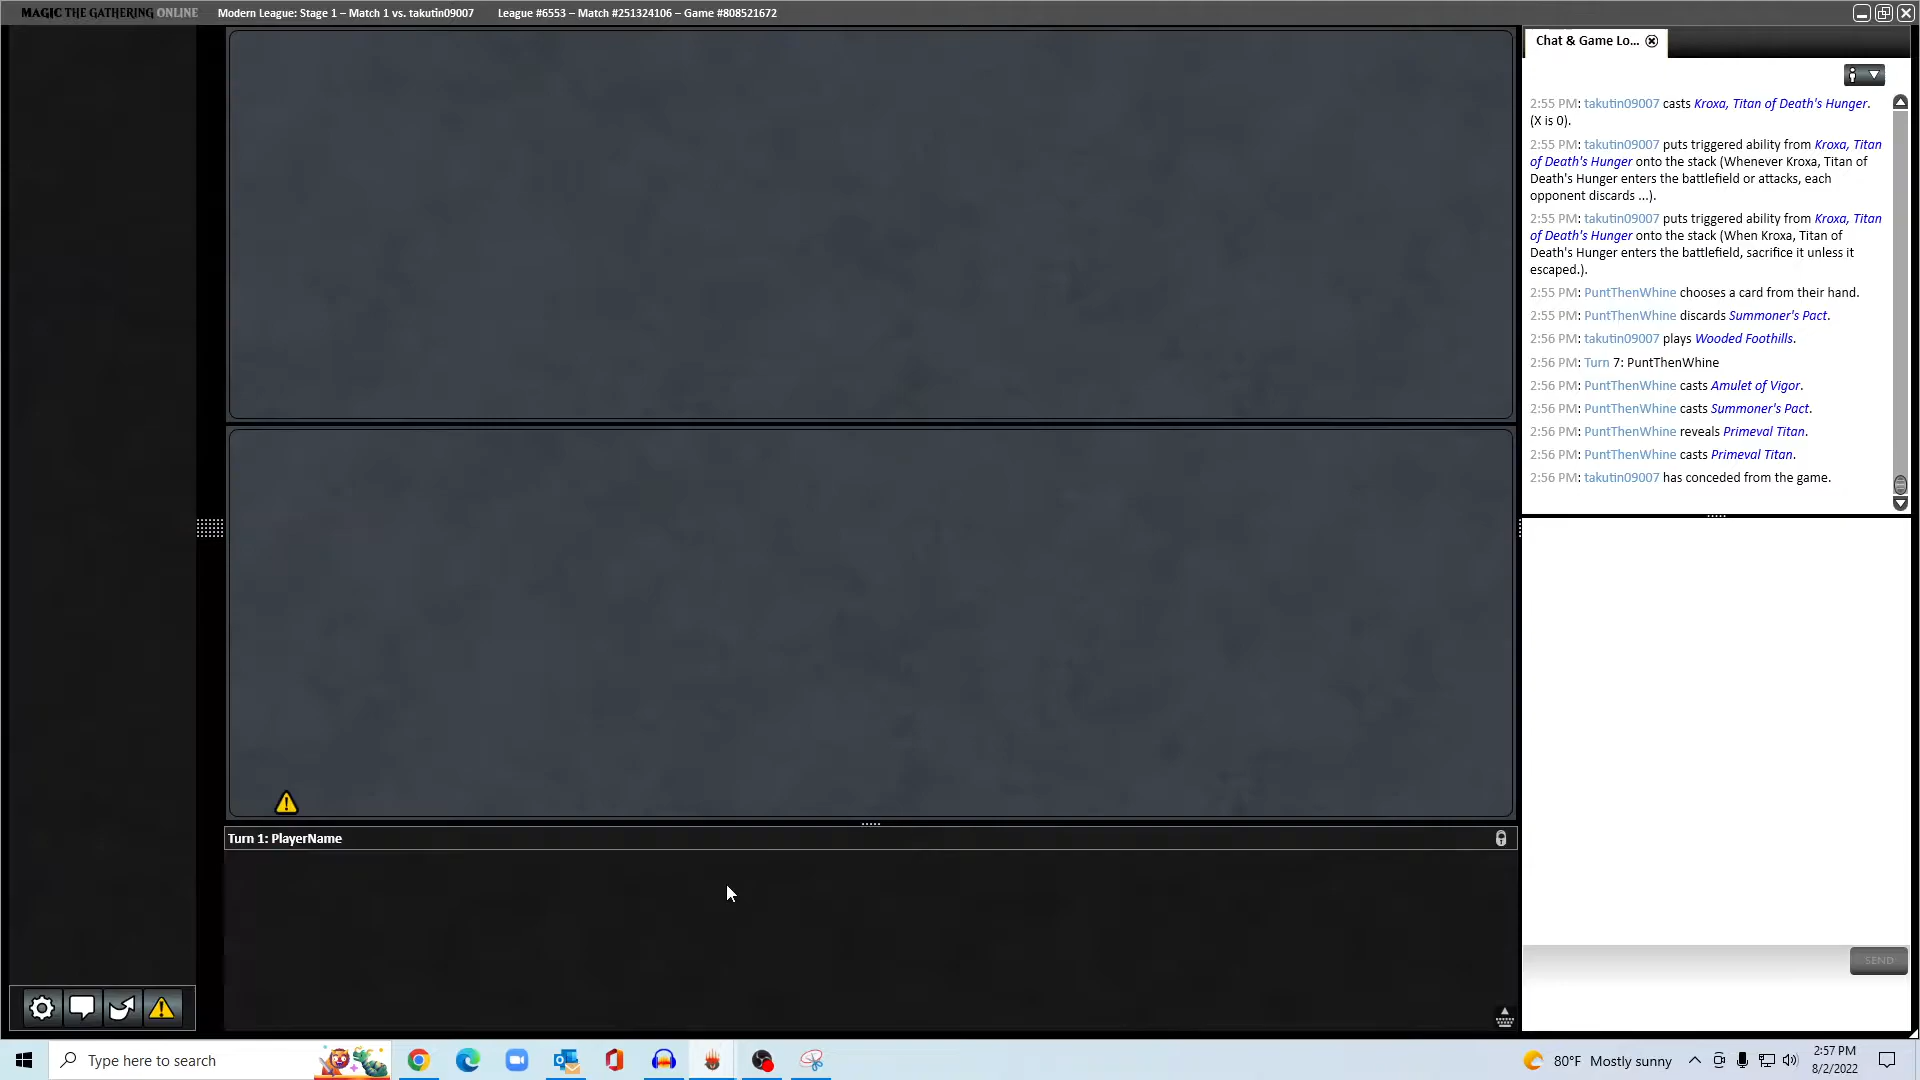 MAGIC THE GATHERING ONLINE
Modern League: Stage 1 – Match 1 vs. takutin09007
League #6553 – Match #251324106 – Game #808521672
Chat & Game Lo...
2:55 PM: takutin09007 casts Kroxa, Titan of Death's Hunger.
(X is 0).
2:55 PM: takutin09007 puts triggered ability from Kroxa, Titan
of Death's Hunger onto the stack (Whenever Kroxa, Titan of
Death's Hunger enters the battlefield or attacks, each
opponent discards ...).
2:55 PM: takutin09007 puts triggered ability from Kroxa, Titan
of Death's Hunger onto the stack (When Kroxa, Titan of
Death's Hunger enters the battlefield, sacrifice it unless it
escaped.).
2:55 PM: PuntThenWhine chooses a card from their hand.
2:55 PM: PuntThenWhine discards Summoner's Pact.
2:56 PM: takutin09007 plays Wooded Foothills.
2:56 PM: Turn 7: PuntThenWhine
2:56 PM: PuntThenWhine casts Amulet of Vigor.
2:56 PM: PuntThenWhine casts Summoner's Pact.
2:56 PM: PuntThenWhine reveals Primeval Titan.
2:56 PM: PuntThenWhine casts Primeval Titan.
2:56 PM: takutin09007 has conceded from the game.
Turn 1: PlayerName
SEND
Type here to search
80°F Mostly sunny
2:57 PM
8/2/2022